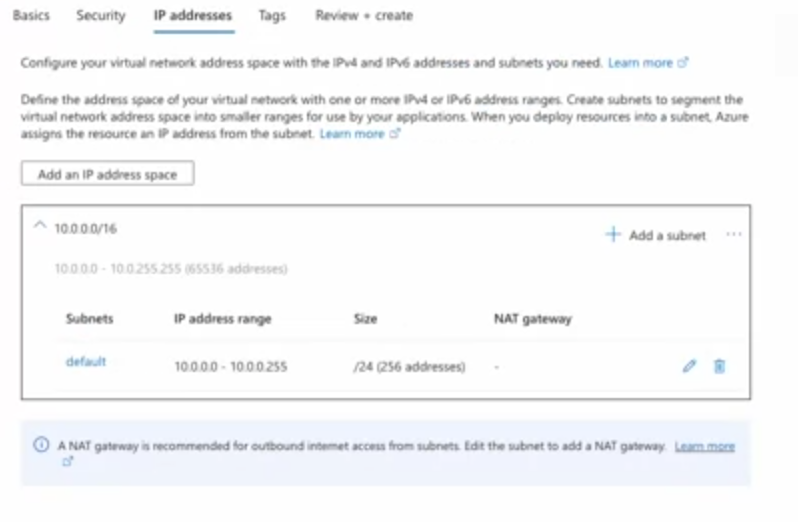 Basics Security IP addresses Tags Review + create
Configure your virtual network address space with the IPv4 and IPv6 addresses and subnets you need. Learn more
Define the address space of your virtual network with one or more IPv4 or IPv6 address ranges. Create subnets to segment the
virtual network address space into smaller ranges for use by your applications. When you deploy resources into a subnet, Azure
assigns the resource an IP address from the subnet. Learn more
Add an IP address space
10.0.0.0/16
+ Add a subnet ...
10.0.0.0 - 10.0.255.255 (65536 addresses)
Subnets IP address range Size NAT gateway
default 10.0.0.0 - 10.0.0.255 /24 (256 addresses) -
A NAT gateway is recommended for outbound internet access from subnets. Edit the subnet to add a NAT gateway. Learn more